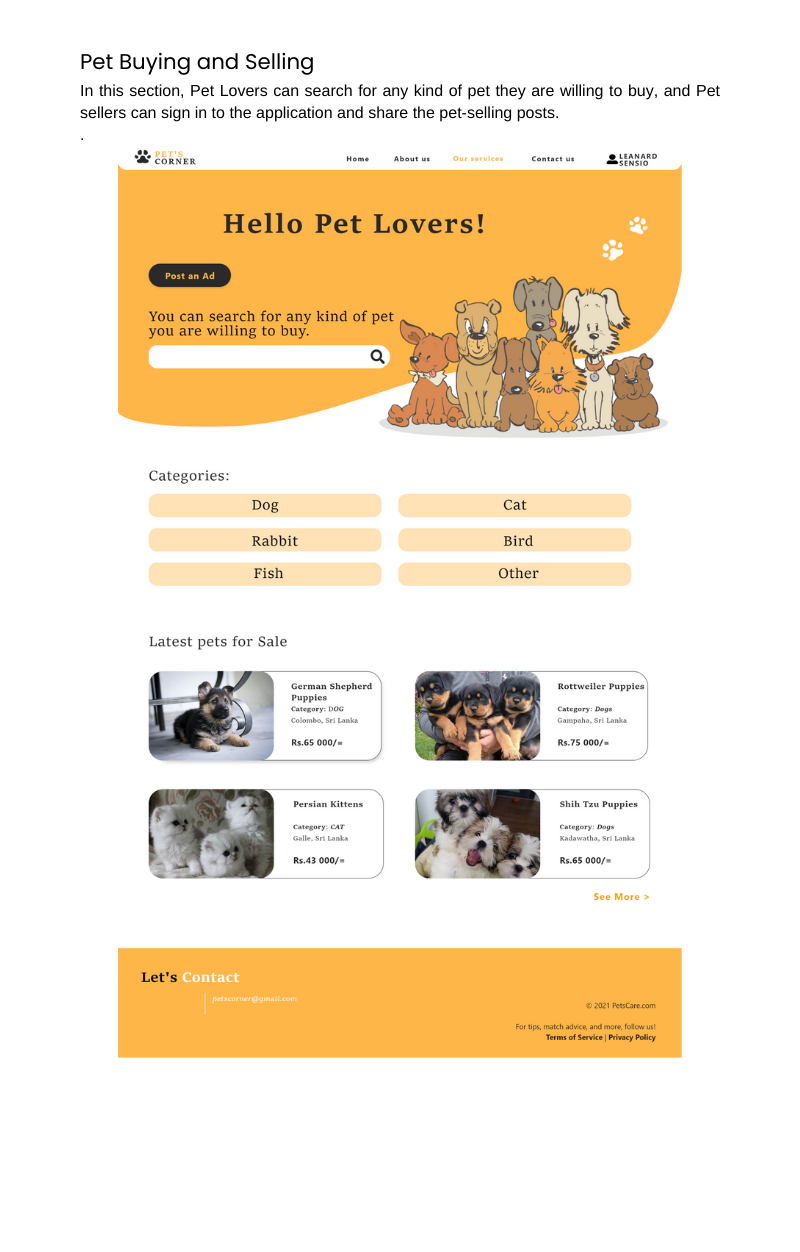 Pet Buying and Selling
In this section, Pet Lovers can search for any kind of pet they are willing to buy, and Pet
sellers can sign in to the application and share the pet-selling posts.
.
PET'S
CORNER
Home About us Our services Contact us
LEANARD
SENSIO
Hello Pet Lovers!
Post an Ad
You can search for any kind of pet
you are willing to buy.
Categories:
Dog Cat
Rabbit Bird
Fish Other
Latest pets for Sale
German Shepherd
Puppies
Category: DOG
Colombo, Sri Lanka
Rs.65 000/=
Rottweiler Puppies
Category: Dogs
Gampaha, Sri Lanka
Rs.75 000/=
Persian Kittens
Category: CAT
Galle, Sri Lanka
Rs.43 000/=
Shih Tzu Puppies
Category: Dogs
Kadawatha, Sri Lanka
Rs.65 000/=
See More >
Let's Contact
petscorner@gmail.com
© 2021 PetsCare.com
For tips, match advice, and more, follow us!
Terms of Service | Privacy Policy